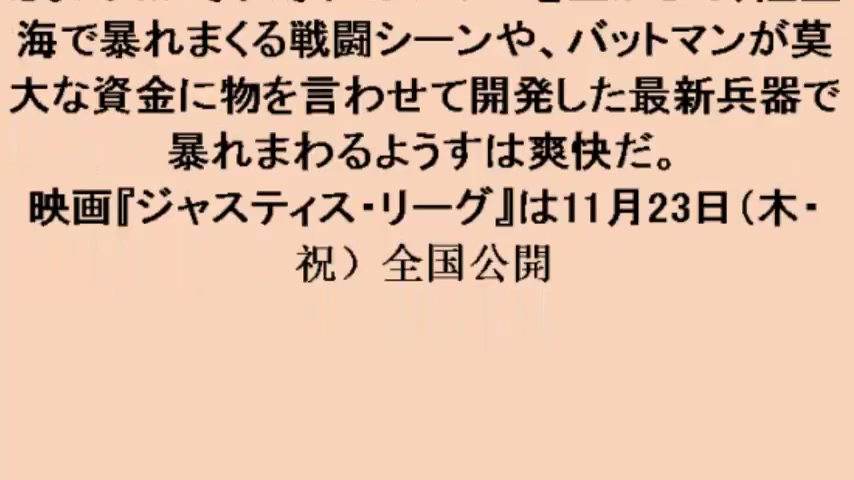 海で暴れまくる戦闘シーンや、バットマンが莫
大な資金に物を言わせて開発した最新兵器で
暴れまわるようすは爽快だ。
映画『ジャスティス・リーグ』は11月23日（木・
祝）全国公開